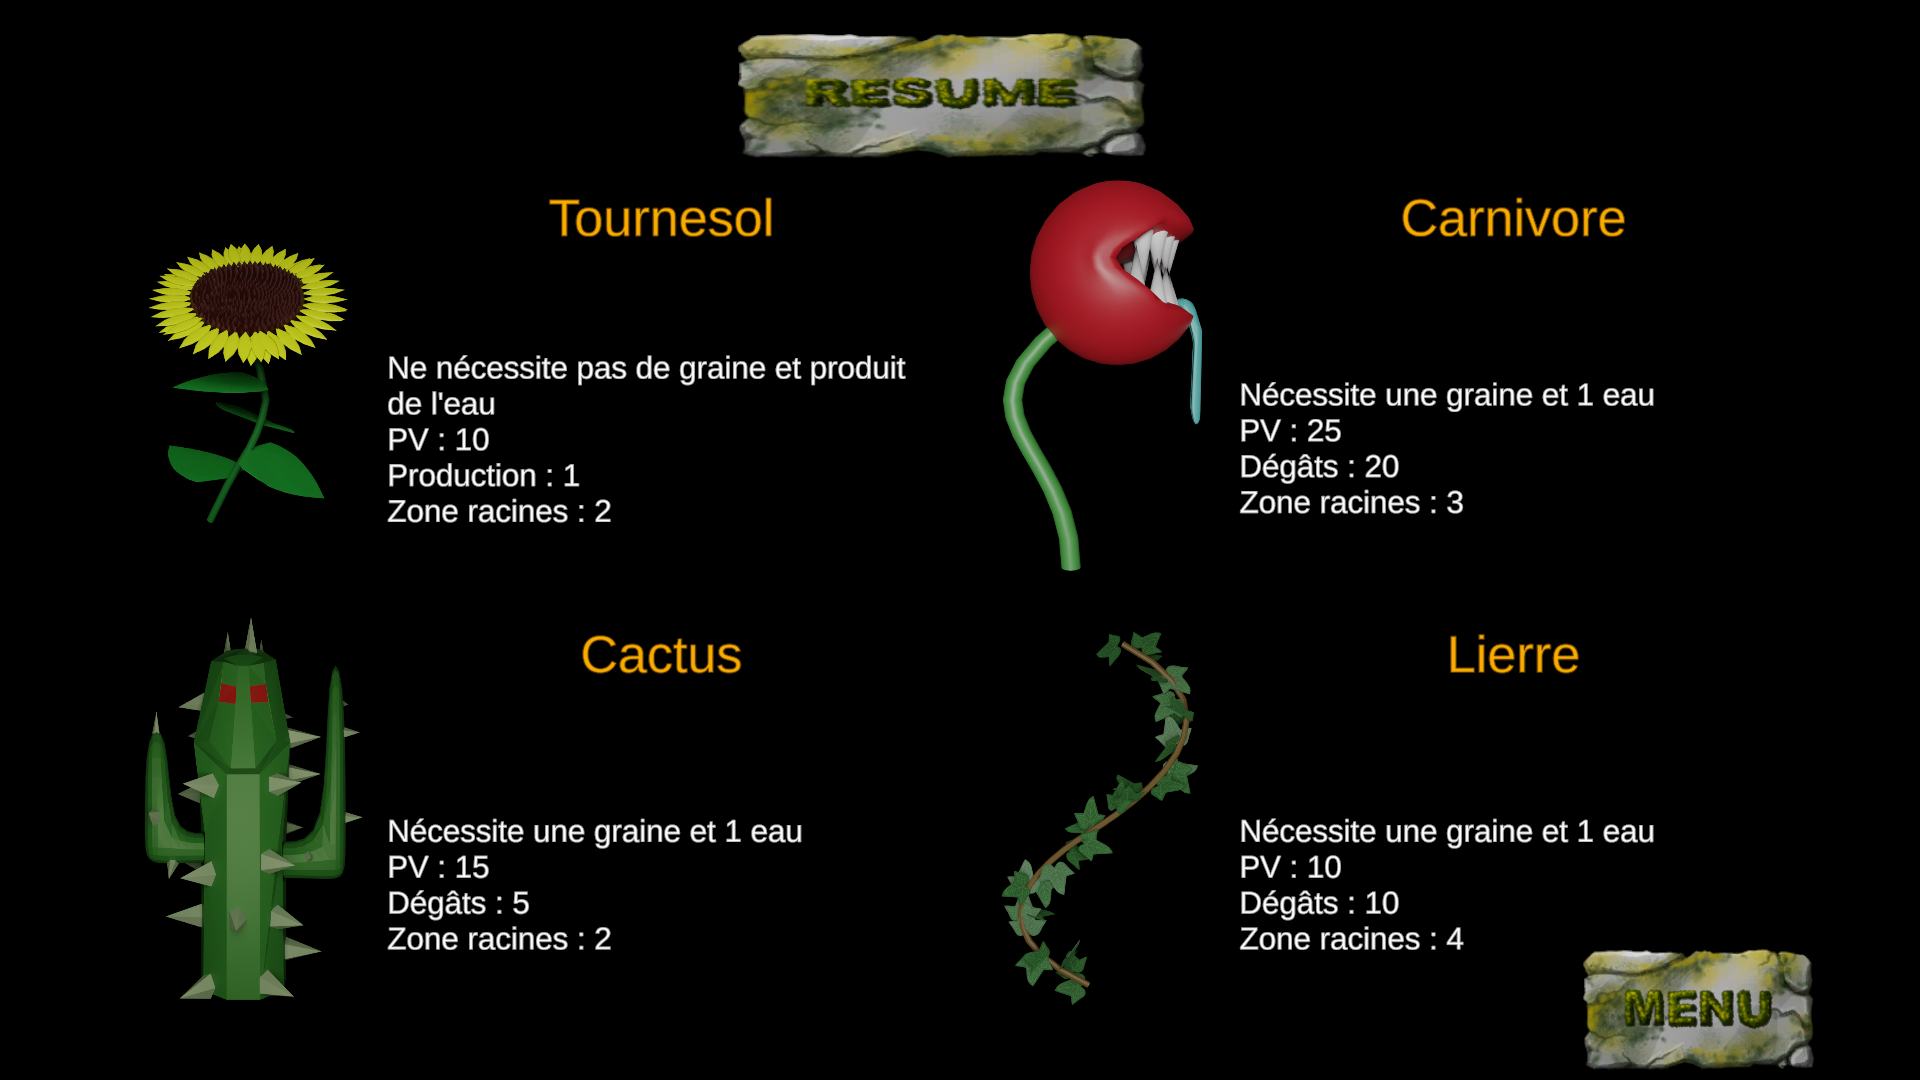 RESUME
Tournesol
Ne nécessite pas de graine et produit
de l'eau
PV : 10
Production : 1
Zone racines : 2
Carnivore
Nécessite une graine et 1 eau
PV : 25
Dégâts : 20
Zone racines : 3
Cactus
Nécessite une graine et 1 eau
PV : 15
Dégâts : 5
Zone racines : 2
Lierre
Nécessite une graine et 1 eau
PV : 10
Dégâts : 10
Zone racines : 4
MENU